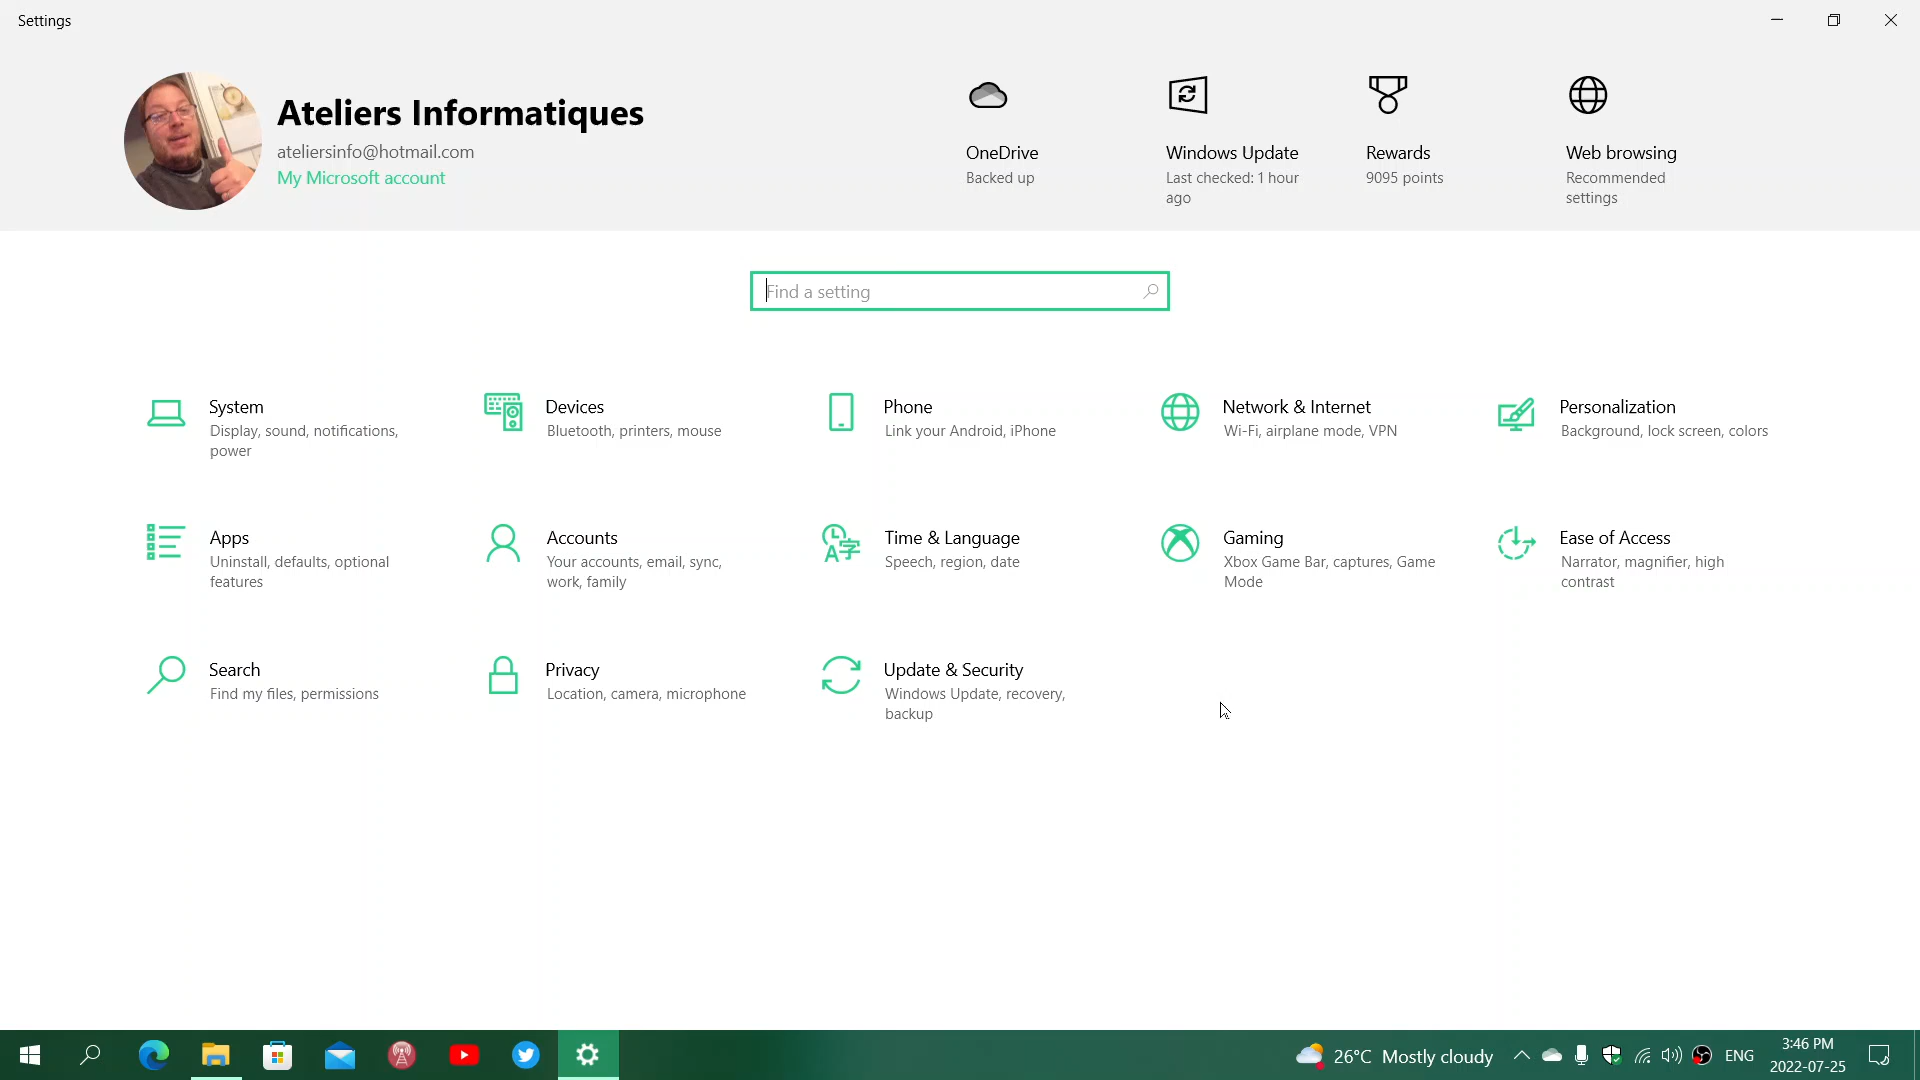 Settings
Ateliers Informatiques
ateliersinfo@hotmail.com
My Microsoft account
OneDrive
Backed up
Windows Update
Last checked: 1 hour
ago
Rewards
9095 points
Web browsing
Recommended
settings
Find a setting
System
Display, sound, notifications,
power
Devices
Bluetooth, printers, mouse
Phone
Link your Android, iPhone
Network & Internet
Wi-Fi, airplane mode, VPN
Personalization
Background, lock screen, colors
Apps
Uninstall, defaults, optional
features
Accounts
Your accounts, email, sync,
work, family
Time & Language
Speech, region, date
Gaming
Xbox Game Bar, captures, Game
Mode
Ease of Access
Narrator, magnifier, high
contrast
Search
Find my files, permissions
Privacy
Location, camera, microphone
Update & Security
Windows Update, recovery,
backup
26°C Mostly cloudy
ENG
3:46 PM
2022-07-25